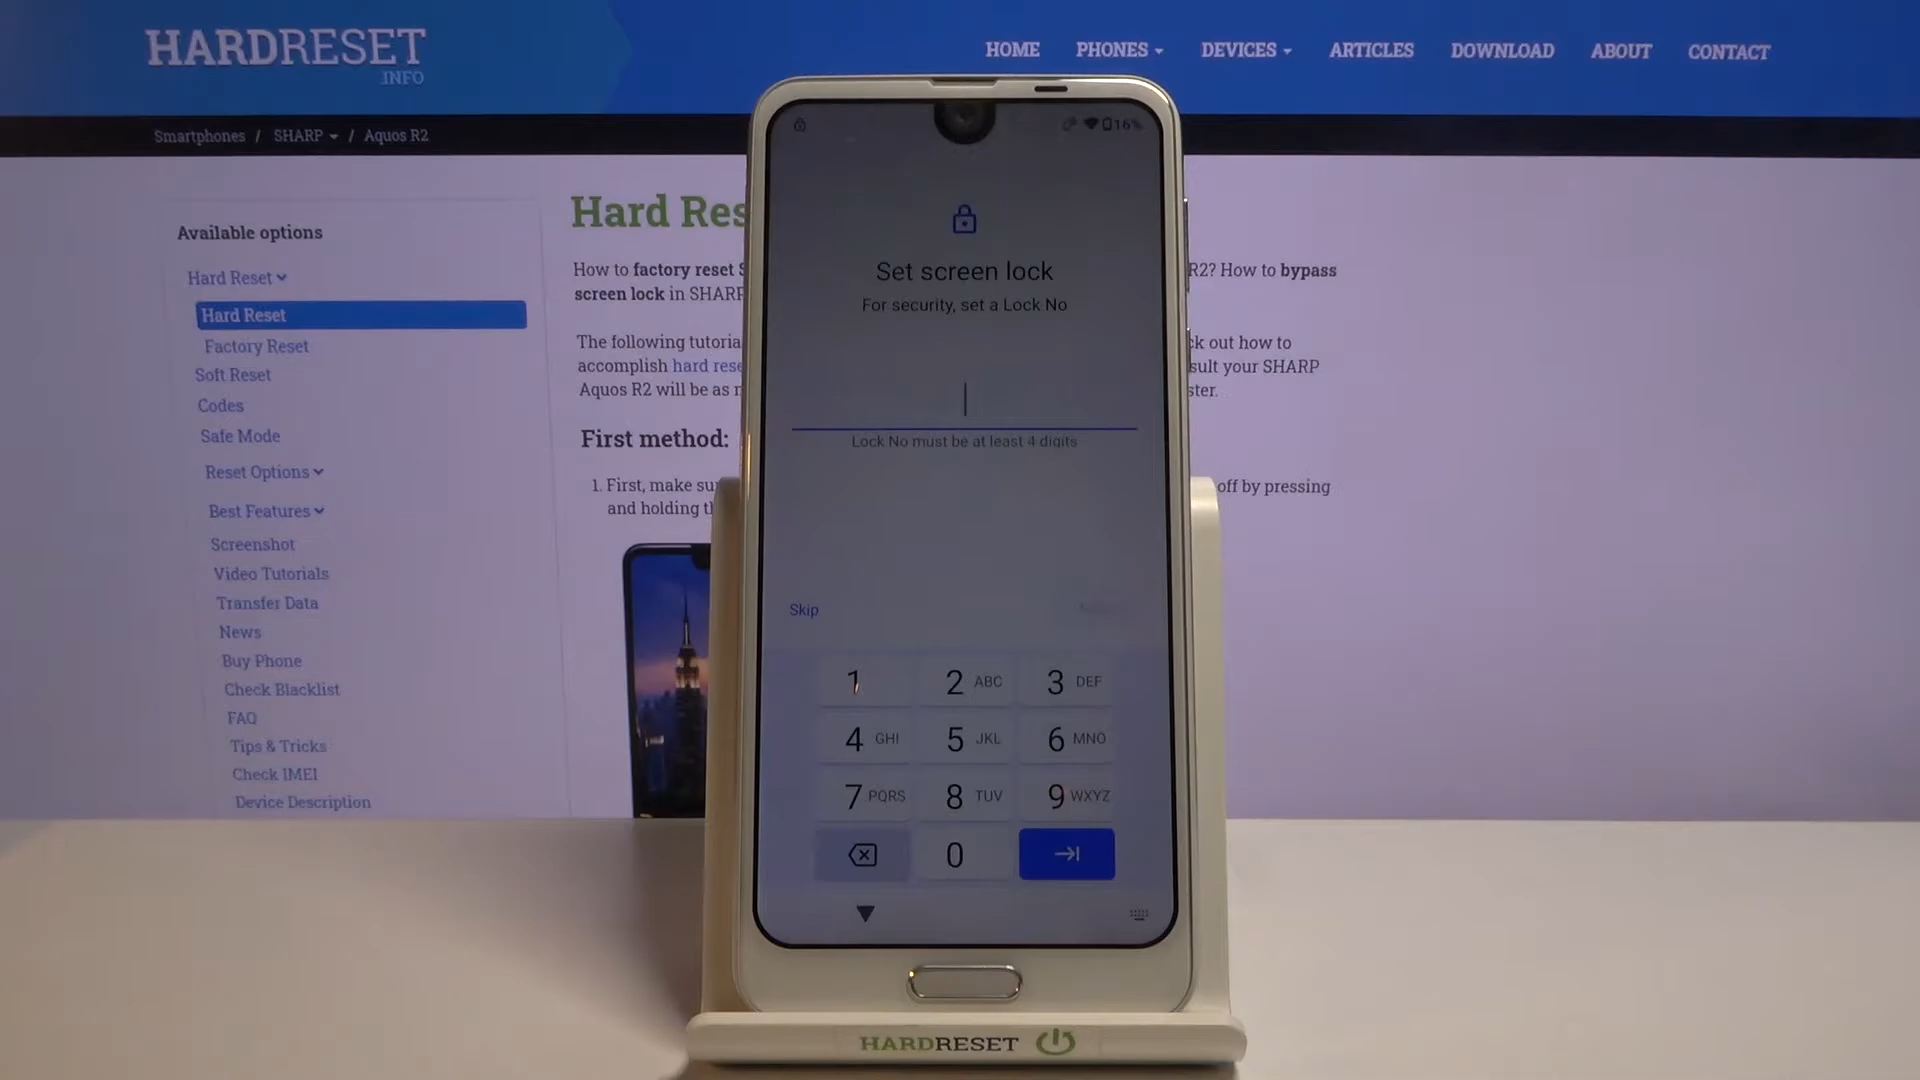 HARDRESET
.INFO
HOME PHONES DEVICES ARTICLES DOWNLOAD ABOUT CONTACT
Smartphones / SHARP / Aquos R2
Available options
Hard Reset
Hard Reset
Factory Reset
Soft Reset
Codes
Safe Mode
Reset Options
Best Features
Screenshot
Video Tutorials
Transfer Data
News
Buy Phone
Check Blacklist
FAQ
Tips & Tricks
Check IMEI
Device Description
Hard Res
How to factory reset S
R2? How to bypass
screen lock in SHARP
The following tutoria
ck out how to
accomplish hard rese
sult your SHARP
Aquos R2 will be as
ster.
First method:
1. First, make su
off by pressing
and holding t
16%
Set screen lock
For security, set a Lock No
Lock No must be at least 4 digits
Skip
1 2 ABC 3 DEF
4 GHI 5 JKL 6 MNO
7 PQRS 8 TUV 9 WXYZ
0
HARDRESET